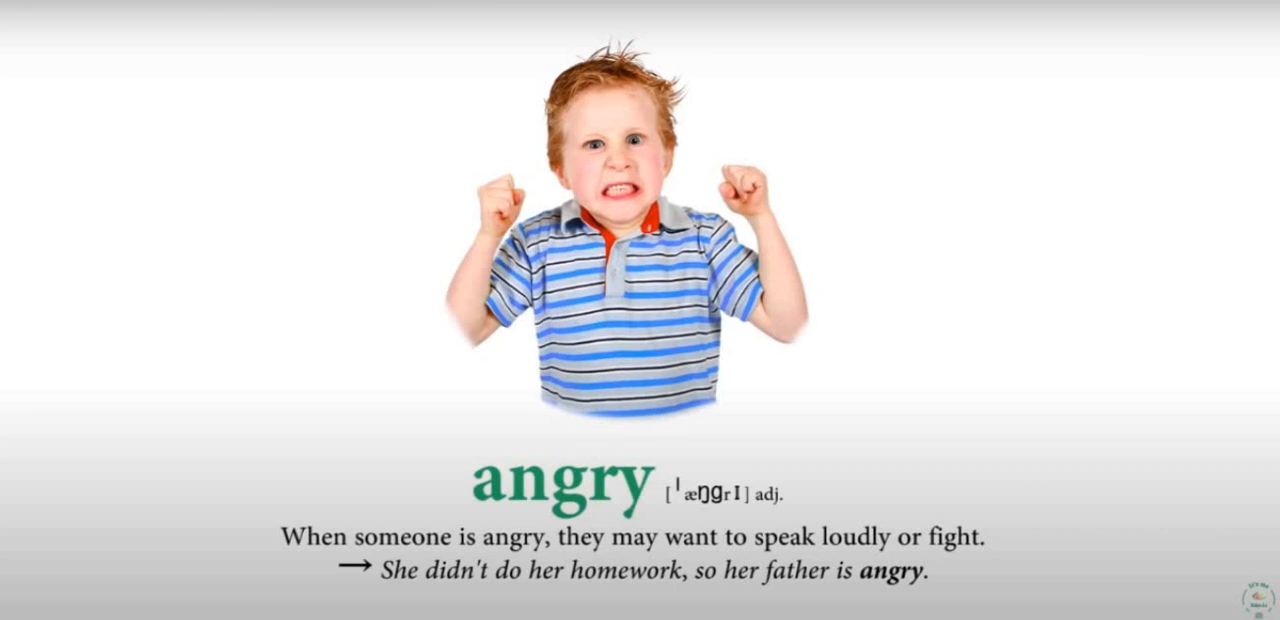 angry [ˈæŋgrɪ] adj.
When someone is angry, they may want to speak loudly or fight.
→ She didn't do her homework, so her father is angry.